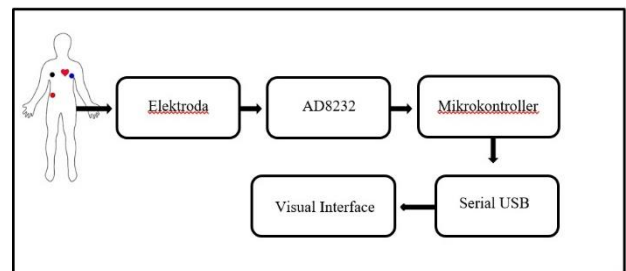 Elektroda
AD8232
Mikrokontroller
Serial USB
Visual Interface